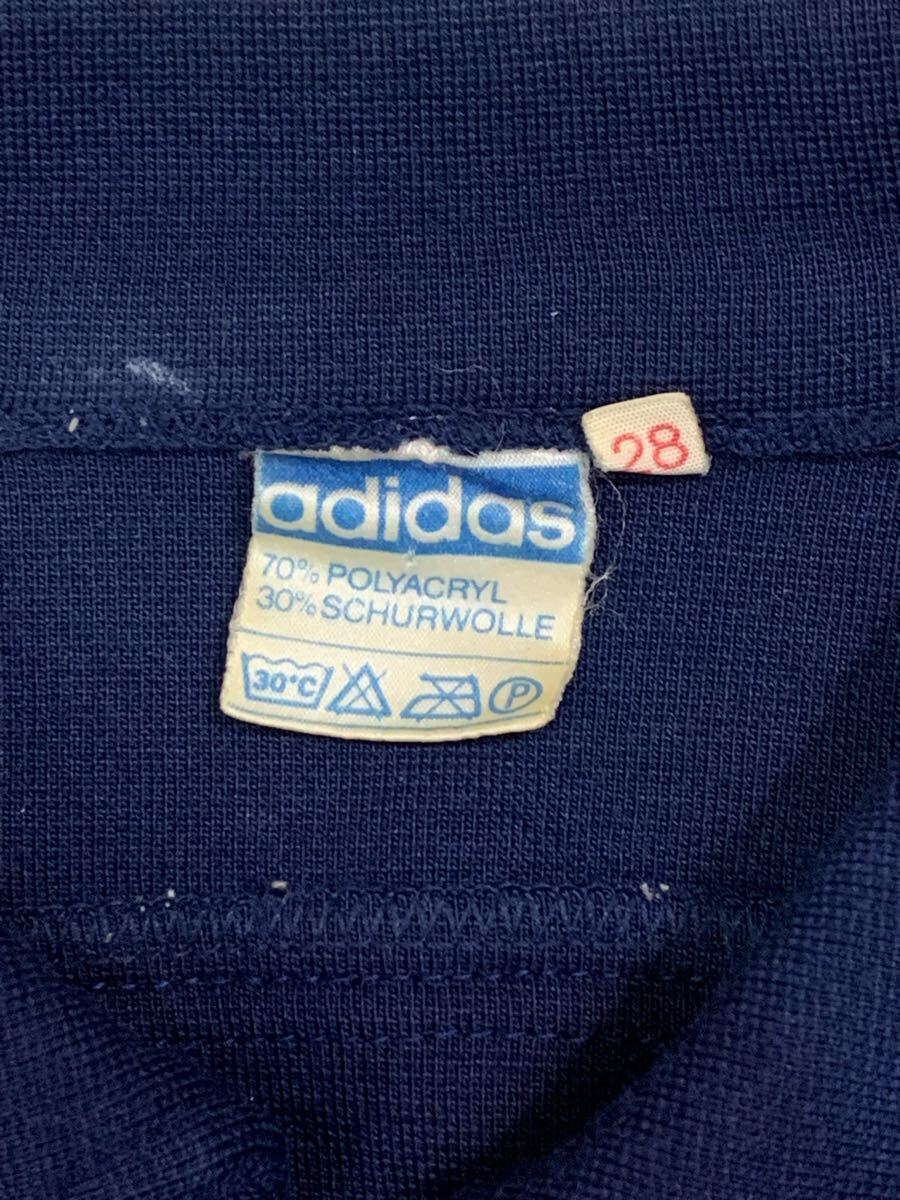 adidas
28
70% POLYACRYL
30% SCHURWOLLE
30°C P